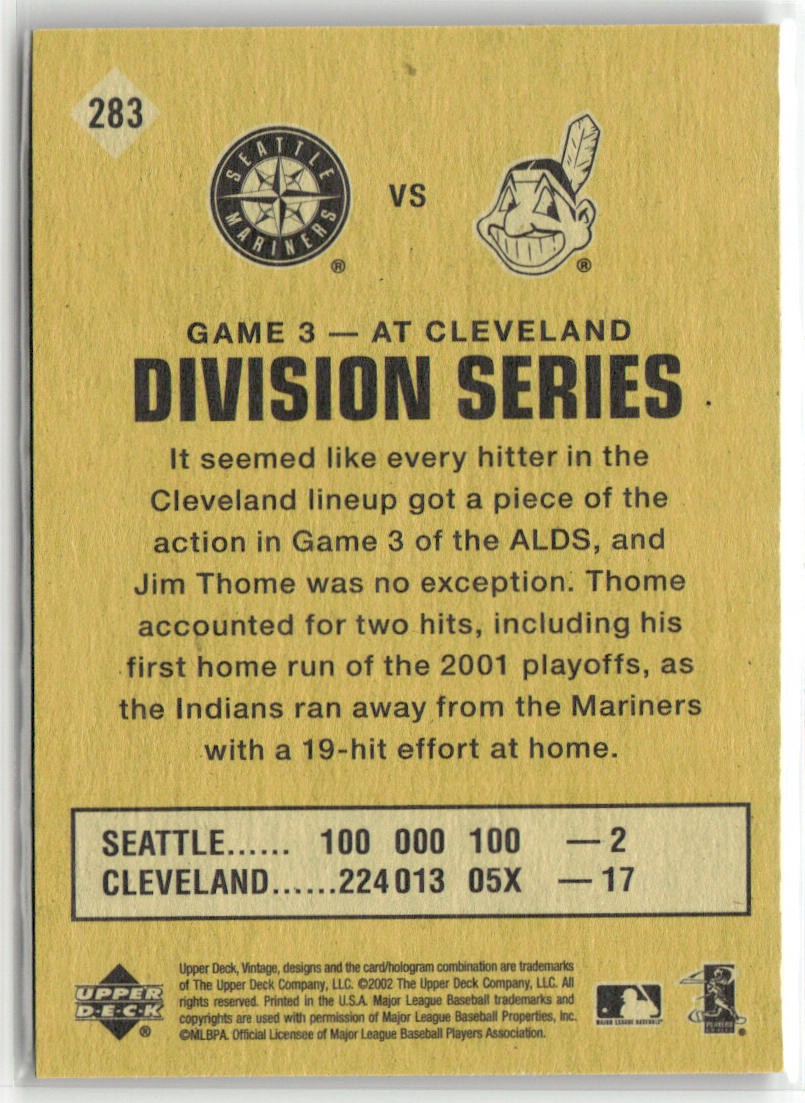 283
SEATTLE
MARINERS
®
VS
®
GAME 3 — AT CLEVELAND
DIVISION SERIES
It seemed like every hitter in the
Cleveland lineup got a piece of the
action in Game 3 of the ALDS, and
Jim Thome was no exception. Thome
accounted for two hits, including his
first home run of the 2001 playoffs, as
the Indians ran away from the Mariners
with a 19-hit effort at home.
SEATTLE...... 100 000 100 — 2
CLEVELAND......224 013 05X — 17
UPPER
D·E·C·K
®
Upper Deck, Vintage, designs and the card/hologram combination are trademarks
of The Upper Deck Company, LLC. ©2002 The Upper Deck Company, LLC. All
rights reserved. Printed in the U.S.A. Major League Baseball trademarks and
copyrights are used with permission of Major League Baseball Properties, Inc.
©MLBPA. Official Licensee of Major League Baseball Players Association.
MAJOR LEAGUE BASEBALL®
PLAYERS
®